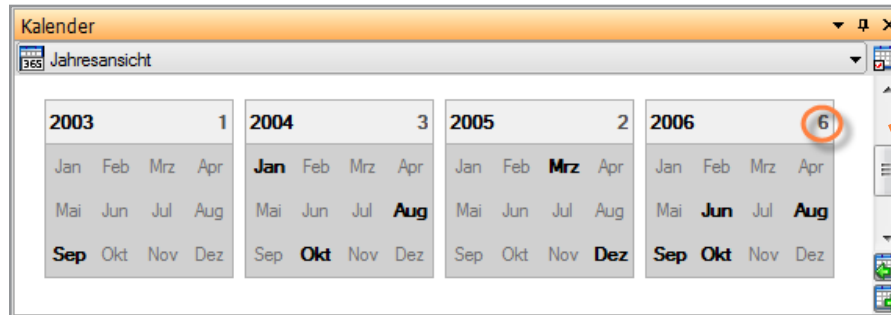 Kalender
365 Jahresansicht
2003 1 2004 3 2005 2 2006 6
Jan Feb Mrz Apr Jan Feb Mrz Apr Jan Feb Mrz Apr Jan Feb Mrz Apr
Mai Jun Jul Aug Mai Jun Jul Aug Mai Jun Jul Aug Mai Jun Jul Aug
Sep Okt Nov Dez Sep Okt Nov Dez Sep Okt Nov Dez Sep Okt Nov Dez